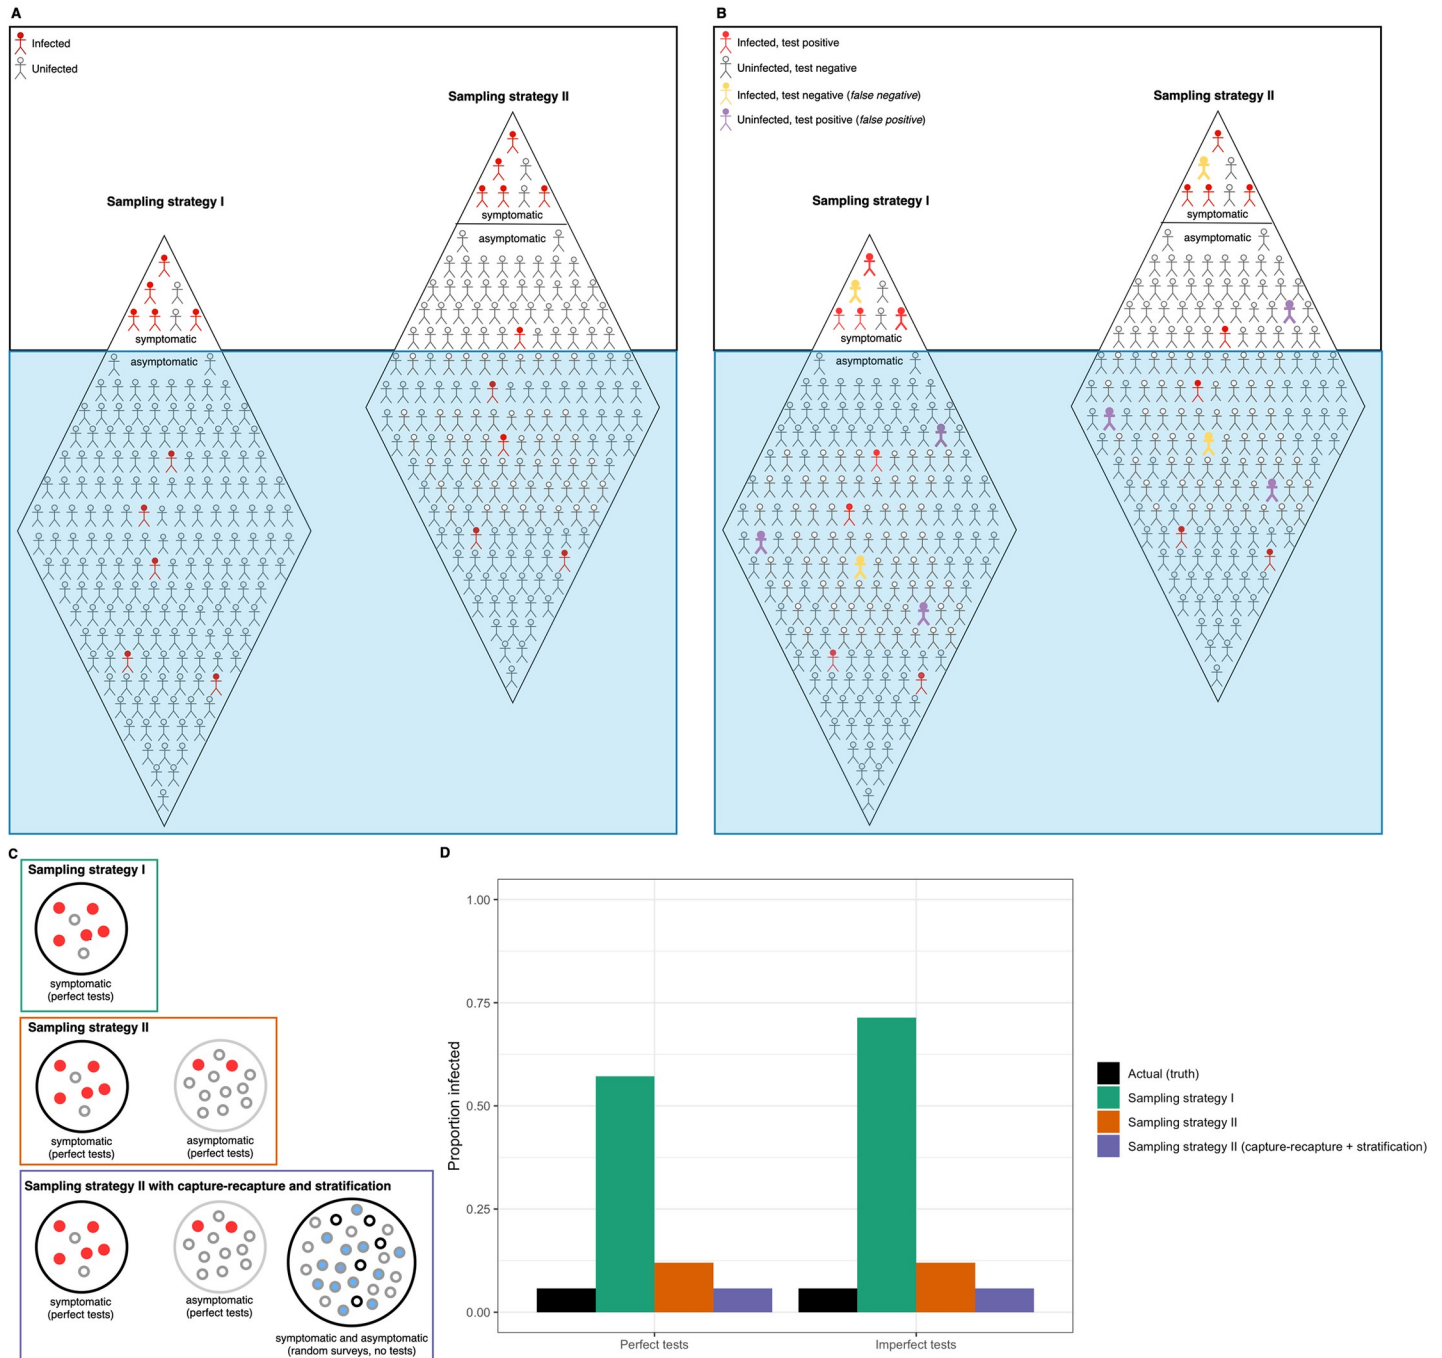 A
Infected
Unifected
Sampling strategy I
symptomatic
asymptomatic
Sampling strategy II
symptomatic
asymptomatic
B
Infected, test positive
Uninfected, test negative
Infected, test negative (false negative)
Uninfected, test positive (false positive)
Sampling strategy I
symptomatic
asymptomatic
Sampling strategy II
symptomatic
asymptomatic
C
Sampling strategy I
symptomatic
(perfect tests)
Sampling strategy II
symptomatic
(perfect tests)
asymptomatic
(perfect tests)
Sampling strategy II with capture-recapture and stratification
symptomatic
(perfect tests)
asymptomatic
(perfect tests)
symptomatic and asymptomatic
(random surveys, no tests)
D
Proportion infected
1.00
0.75
0.50
0.25
0.00
Perfect tests
Imperfect tests
Actual (truth)
Sampling strategy I
Sampling strategy II
Sampling strategy II (capture-recapture + stratification)